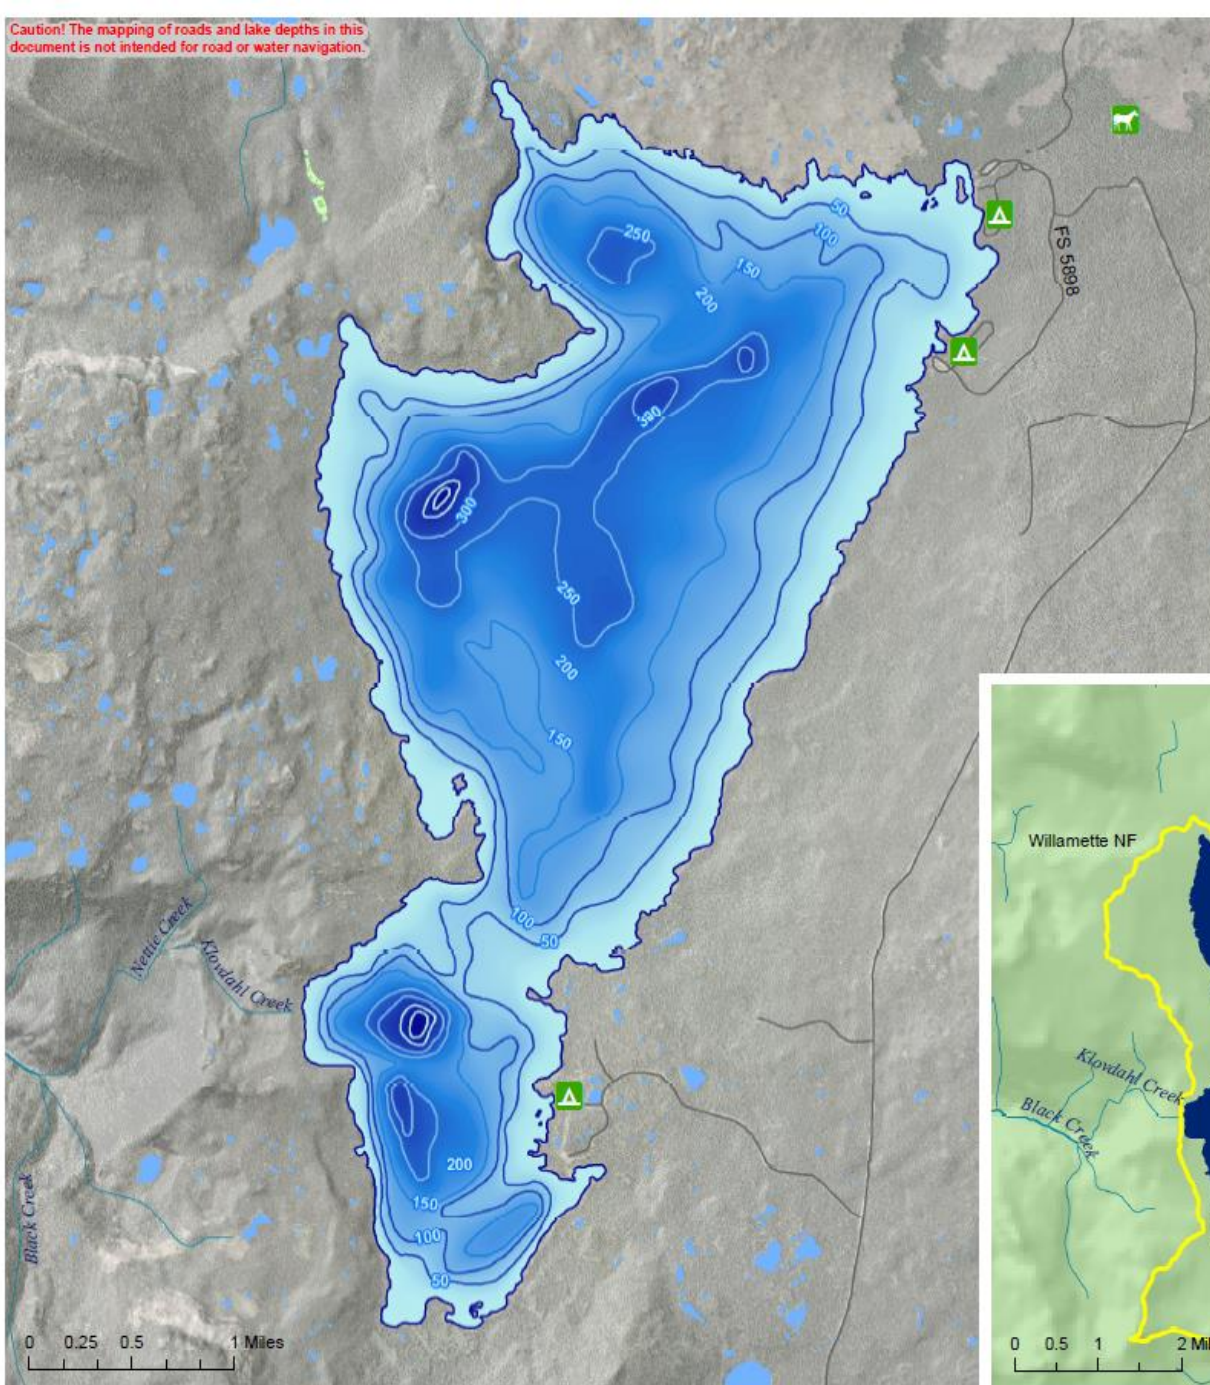 Caution! The mapping of roads and lake depths in this
document is not intended for road or water navigation.
50
250
100
FS 5898
150
200
300
300
250
200
150
Willamette NF
100
50
Nettie Creek
Klovdahl Creek
Klovdahl Creek
Black Creek
200
150
Black Creek
100
50
0 0.25 0.5 1 Miles
0 0.5 1 2 Mil